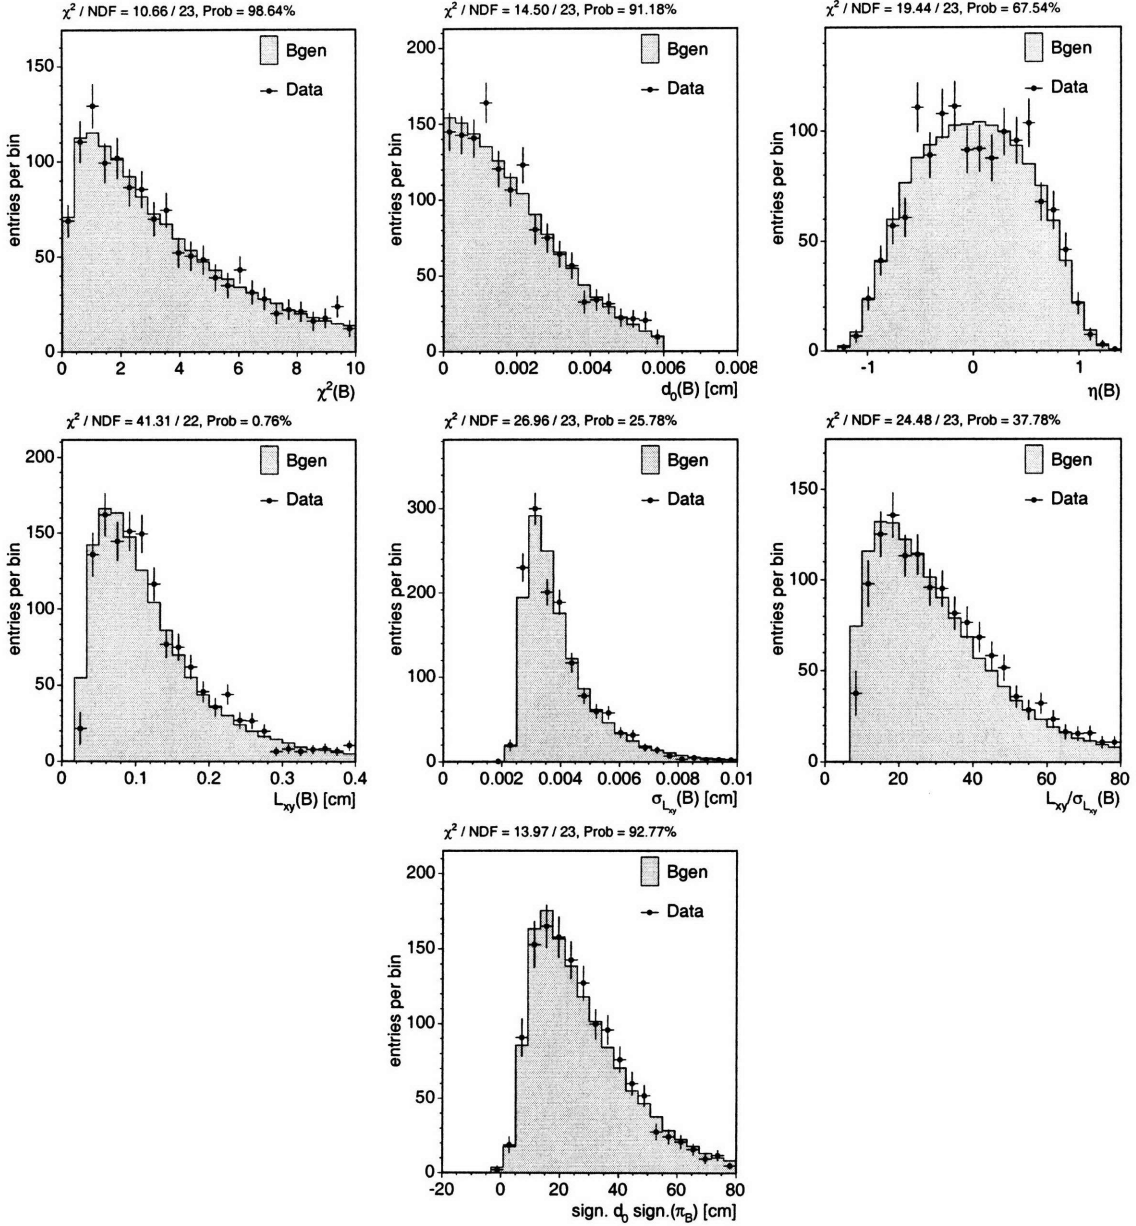 χ² / NDF = 10.66 / 23, Prob = 98.64%
entries per bin
150
100
50
0
Bgen
Data
0 2 4 6 8 10
χ²(B)
χ² / NDF = 14.50 / 23, Prob = 91.18%
entries per bin
200
150
100
50
0
Bgen
Data
0 0.002 0.004 0.006 0.008
d₀(B) [cm]
χ² / NDF = 19.44 / 23, Prob = 67.54%
entries per bin
100
50
0
Bgen
Data
-1 0 1
η(B)
χ² / NDF = 41.31 / 22, Prob = 0.76%
entries per bin
200
150
100
50
0
Bgen
Data
0 0.1 0.2 0.3 0.4
Lxy(B) [cm]
χ² / NDF = 26.96 / 23, Prob = 25.78%
entries per bin
300
200
100
0
Bgen
Data
0 0.002 0.004 0.006 0.008 0.01
σLxy(B) [cm]
χ² / NDF = 24.48 / 23, Prob = 37.78%
entries per bin
150
100
50
0
Bgen
Data
0 20 40 60 80
Lxy/σLxy(B)
χ² / NDF = 13.97 / 23, Prob = 92.77%
entries per bin
200
150
100
50
0
Bgen
Data
-20 0 20 40 60 80
sign. d₀ sign.(πB) [cm]